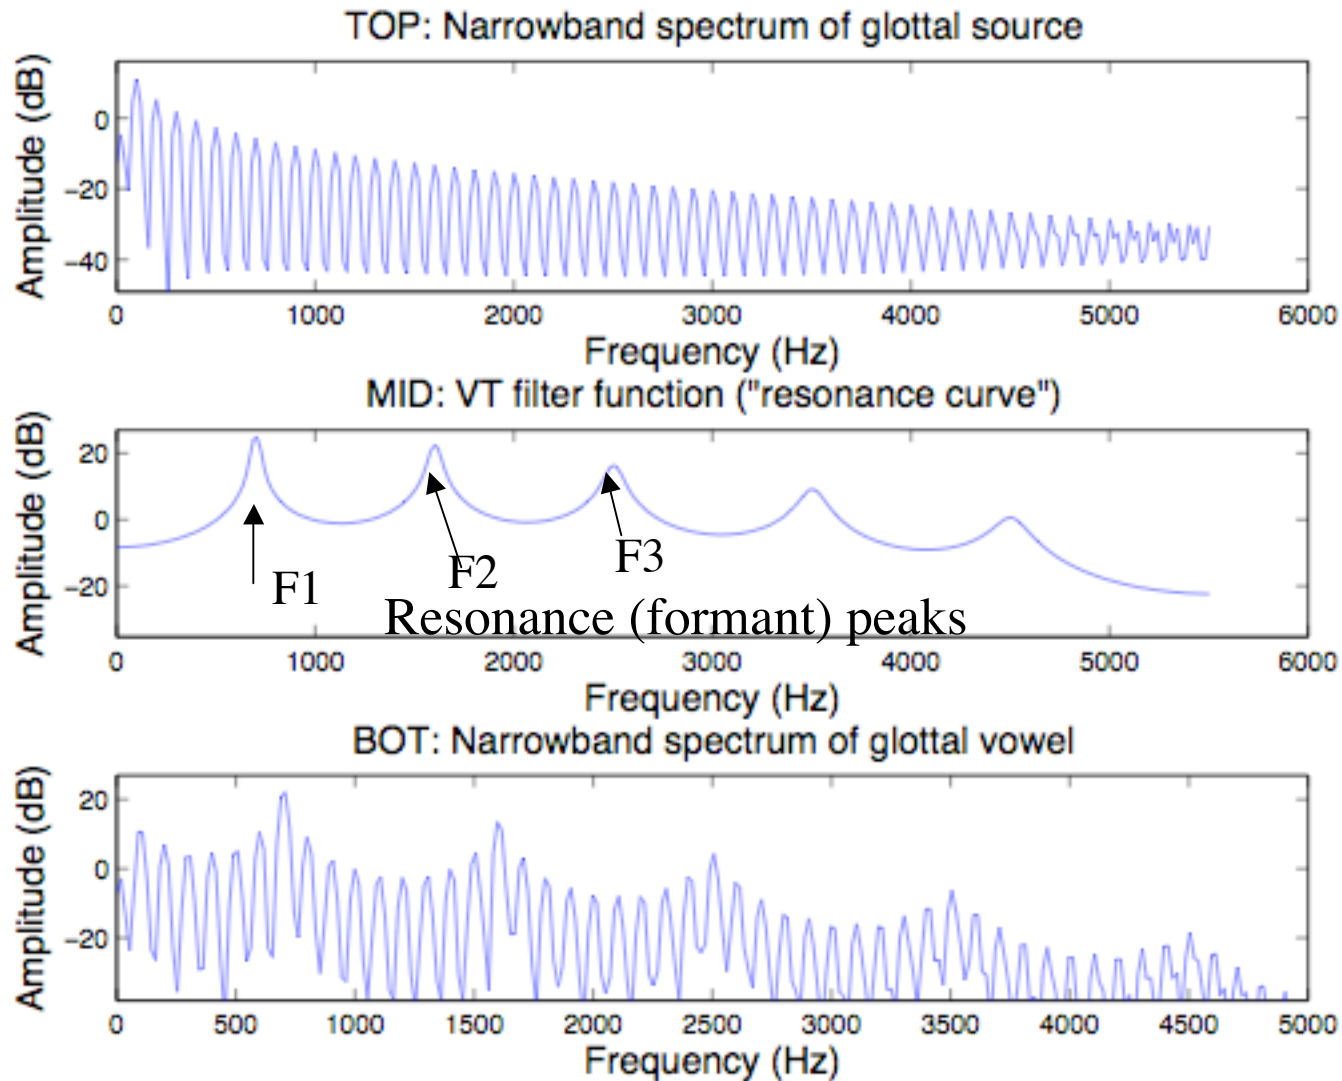 TOP: Narrowband spectrum of glottal source
Amplitude (dB)
0
−20
−40
0 1000 2000 3000 4000 5000 6000
Frequency (Hz)
MID: VT filter function ("resonance curve")
Amplitude (dB)
20
0
−20
F1
F2
F3
Resonance (formant) peaks
0 1000 2000 3000 4000 5000 6000
Frequency (Hz)
BOT: Narrowband spectrum of glottal vowel
Amplitude (dB)
20
0
−20
0 500 1000 1500 2000 2500 3000 3500 4000 4500 5000
Frequency (Hz)